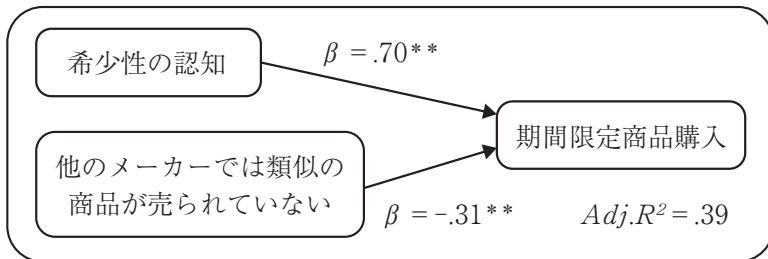 希少性の認知
β =.70**
期間限定商品購入
他のメーカーでは類似の
商品が売られていない
β =-.31**
Adj.R²=.39